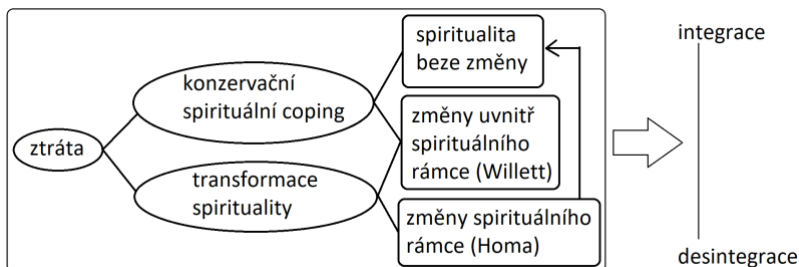 ztráta
konzervační
spirituální coping
transformace
spirituality
spiritualita
beze změny
změny uvnitř
spirituálního
rámce (Willett)
změny spirituálního
rámce (Homa)
integrace
desintegrace